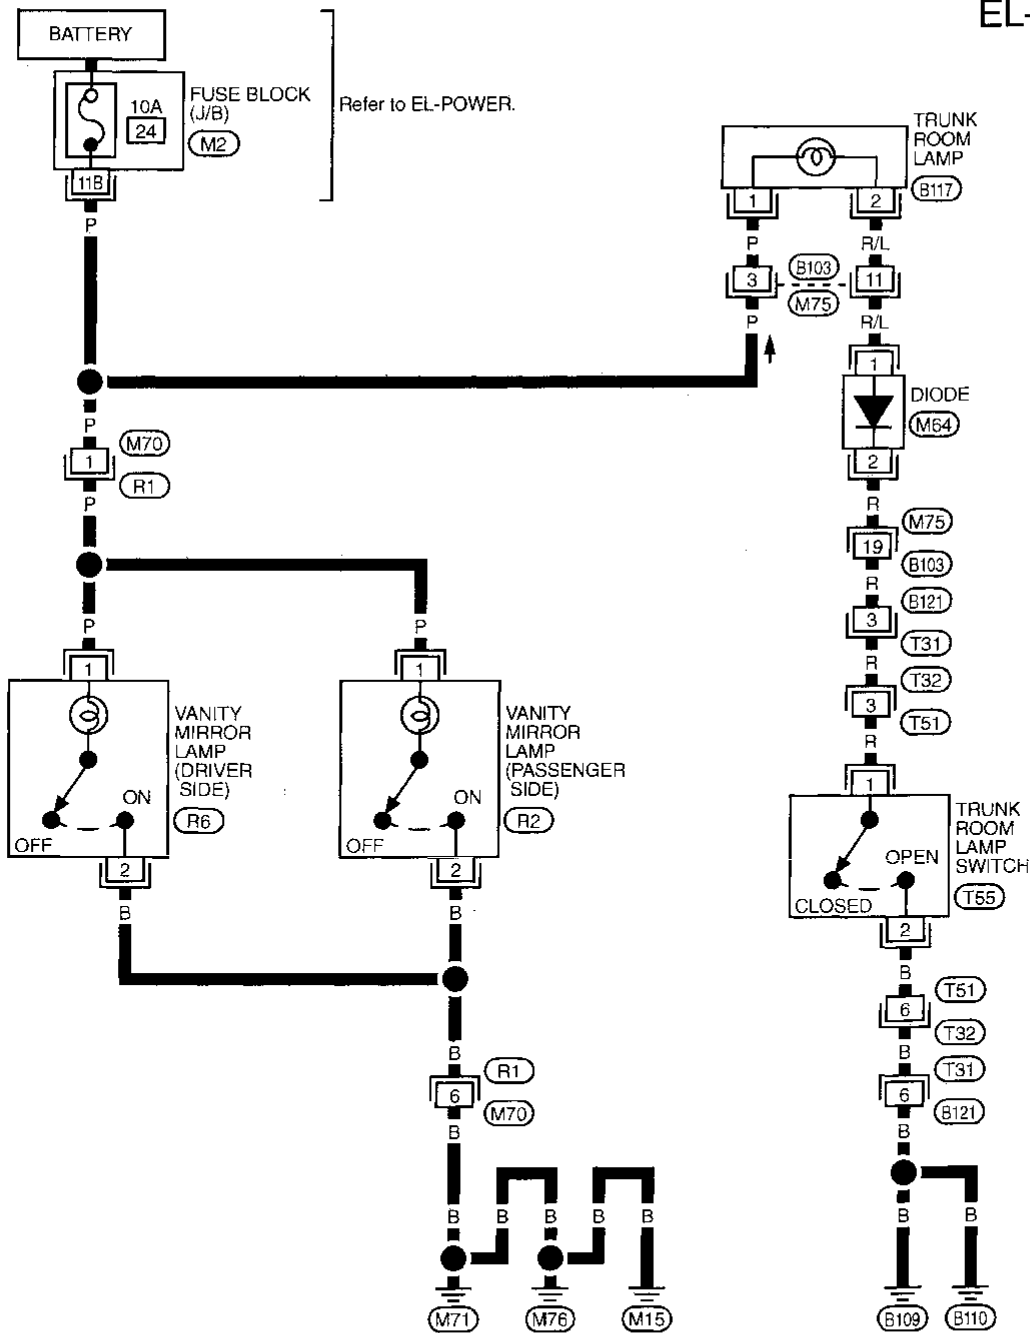 EL-
BATTERY
10A
24
FUSE BLOCK
(J/B)
M2
Refer to EL-POWER.
11B
P
TRUNK
ROOM
LAMP
B117
1
2
P
R/L
3
B103
M75
11
P
R/L
1
DIODE
M64
2
P
M70
1
R1
P
R
M75
19
B103
R
B121
3
T31
R
T32
3
T51
R
P
P
1
VANITY
MIRROR
LAMP
(DRIVER
SIDE)
R6
ON
OFF
2
B
1
VANITY
MIRROR
LAMP
(PASSENGER
SIDE)
R2
ON
OFF
2
B
1
TRUNK
ROOM
LAMP
SWITCH
T55
OPEN
CLOSED
2
B
T51
6
T32
B
T31
6
B121
B
B
R1
6
M70
B
B
B
B
B
B
B
B
M71
M76
M15
B109
B110